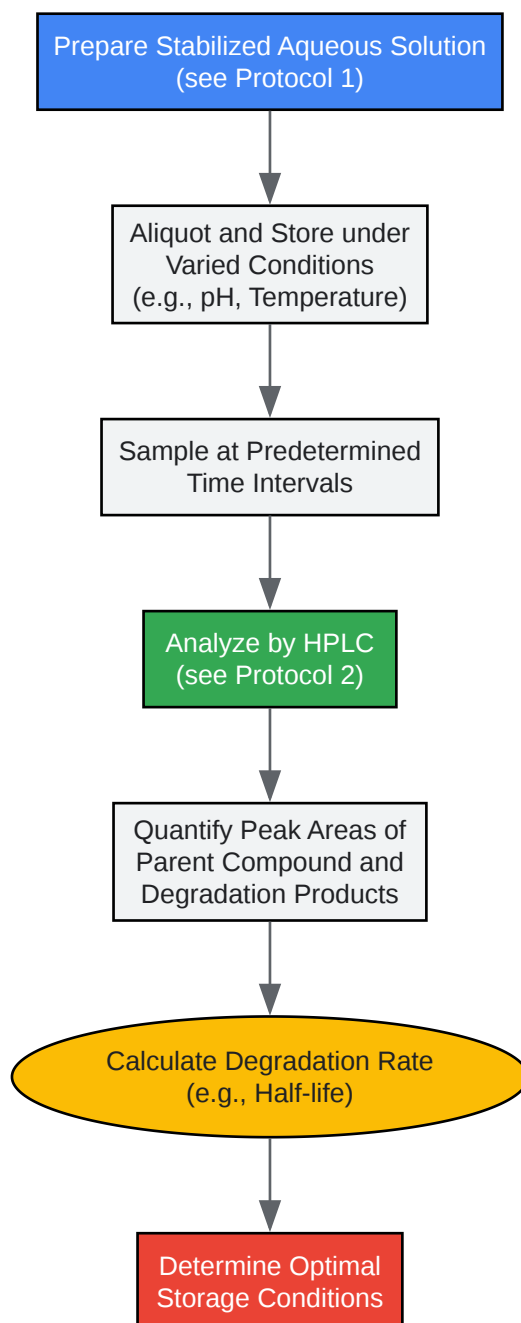 Prepare Stabilized Aqueous Solution
(see Protocol 1)
Aliquot and Store under
Varied Conditions
(e.g., pH, Temperature)
Sample at Predetermined
Time Intervals
Analyze by HPLC
(see Protocol 2)
Quantify Peak Areas of
Parent Compound and
Degradation Products
Calculate Degradation Rate
(e.g., Half-life)
Determine Optimal
Storage Conditions